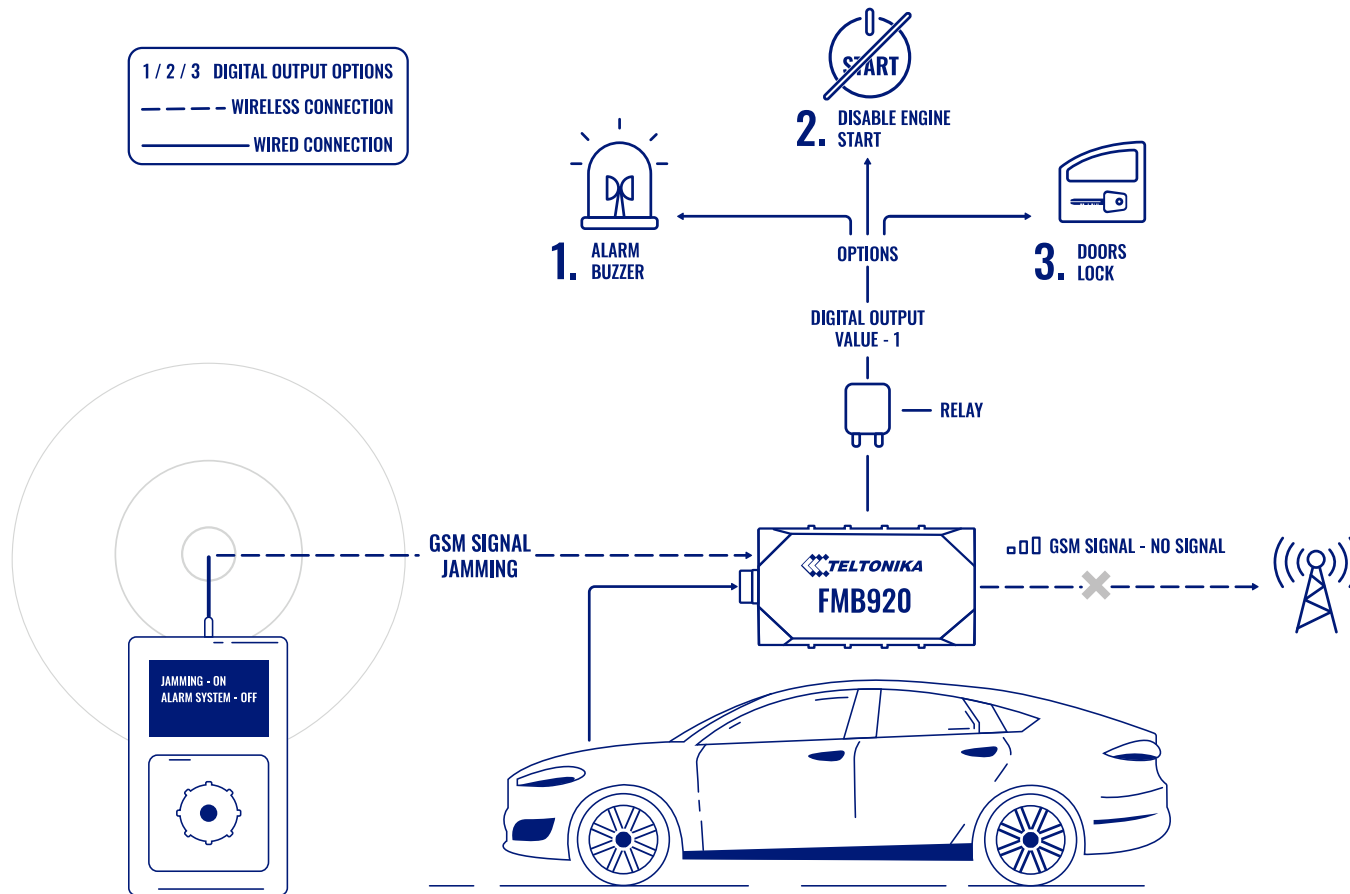 1 / 2 / 3 DIGITAL OUTPUT OPTIONS
WIRELESS CONNECTION
WIRED CONNECTION
START
2. DISABLE ENGINE
START
1. ALARM
BUZZER
OPTIONS
3. DOORS
LOCK
DIGITAL OUTPUT
VALUE - 1
RELAY
GSM SIGNAL
JAMMING
TELTONIKA
FMB920
GSM SIGNAL - NO SIGNAL
JAMMING - ON
ALARM SYSTEM - OFF